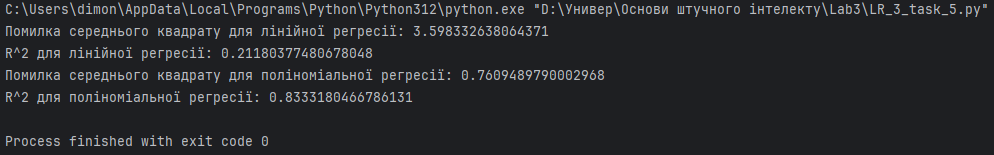 C:\Users\dimon\AppData\Local\Programs\Python\Python312\python.exe "D:\Универ\Основи штучного інтелекту\Lab3\LR_3_task_5.py"
Помилка середнього квадрату для лінійної регресії: 3.598332638064371
R^2 для лінійної регресії: 0.21180377480678048
Помилка середнього квадрату для поліноміальної регресії: 0.7609489790002968
R^2 для поліноміальної регресії: 0.8333180466786131
Process finished with exit code 0